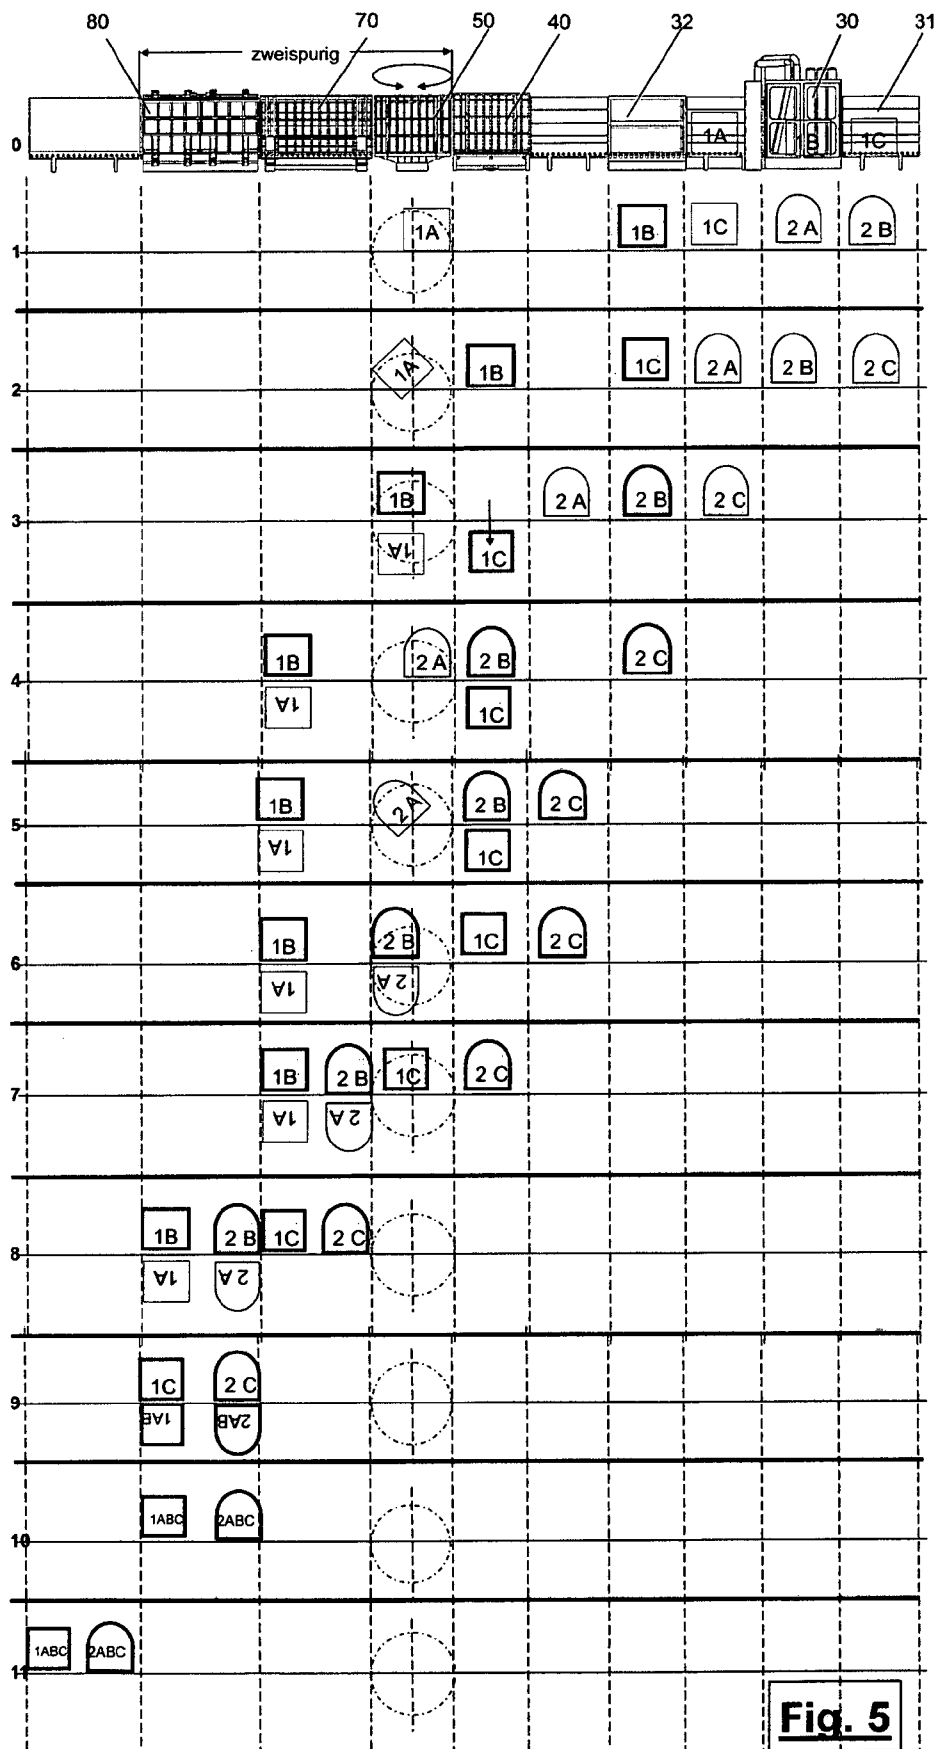 80 70 50 40 32 30 31
zweispurig
0 1A B 1C
1 1A 1B 1C 2 A 2 B
2 1A 1B 1C 2 A 2 B 2 C
3 1B 2 A 2 B 2 C
1A 1C
4 1B 2 A 2 B 2 C
1A 1C
5 1B 2 A 2 B 2 C
1A 1C
6 1B 2 B 1C 2 C
1A 2 A
7 1B 2 B 1C 2 C
1A 2 A
8 1B 2 B 1C 2 C
1A 2 A
9 1C 2 C
1AB 2AB
10 1ABC 2ABC
11 1ABC 2ABC
Fig. 5